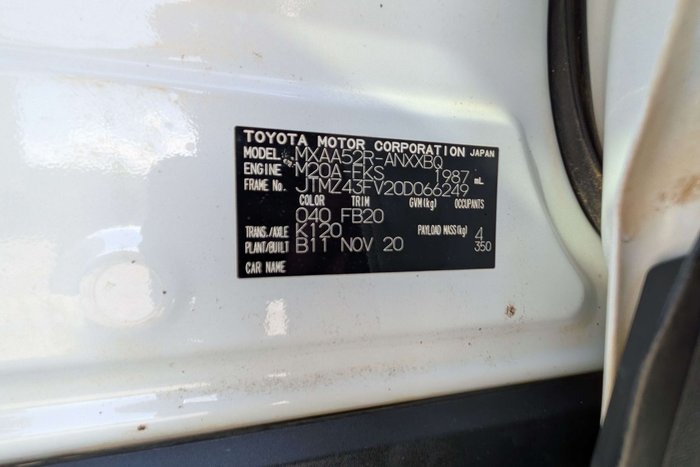 TOYOTA MOTOR CORPORATION JAPAN
MODEL MXAA52R-ANXXBQ
ENGINE M20A-FKS 1987 mL
FRAME No. JTMZ43FV20D066249
COLOR TRIM GVM(kg) OCCUPANTS
040 FB20
TRANS./AXLE K120 PAYLOAD MASS(kg) 4
PLANT/BUILT B11 NOV 20 350
CAR NAME